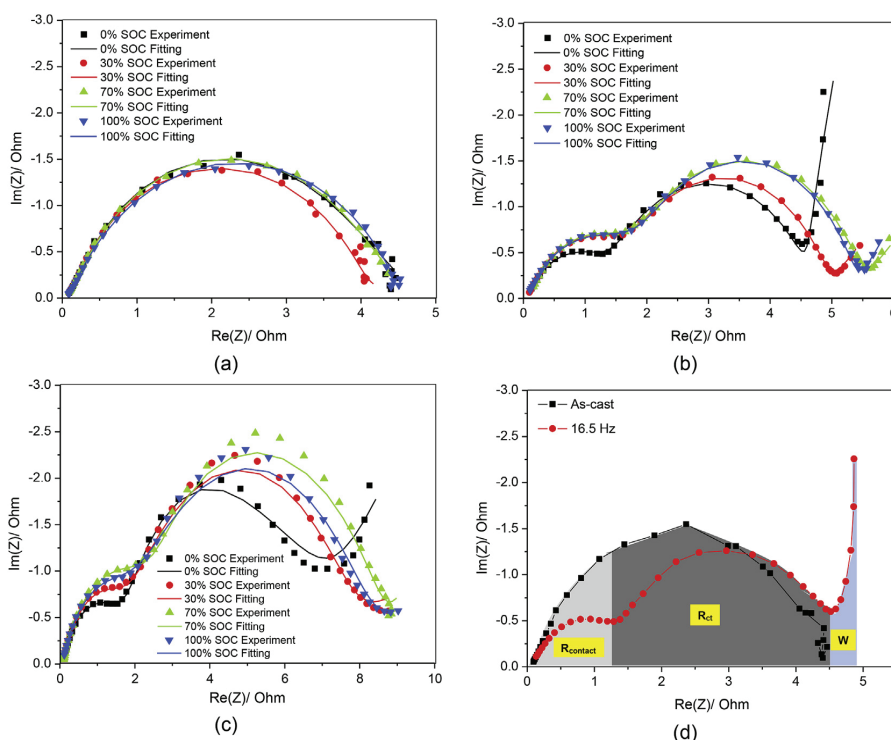 -3.0
-2.5
-2.0
-1.5
-1.0
-0.5
0.0
Im(Z)/ Ohm
0% SOC Experiment
0% SOC Fitting
30% SOC Experiment
30% SOC Fitting
70% SOC Experiment
70% SOC Fitting
100% SOC Experiment
100% SOC Fitting
0 1 2 3 4 5
Re(Z)/ Ohm
(a)
-3.0
-2.5
-2.0
-1.5
-1.0
-0.5
0.0
Im(Z)/ Ohm
0% SOC Experiment
0% SOC Fitting
30% SOC Experiment
30% SOC Fitting
70% SOC Experiment
70% SOC Fitting
100% SOC Experiment
100% SOC Fitting
0 1 2 3 4 5 6
Re(Z)/ Ohm
(b)
-3.0
-2.5
-2.0
-1.5
-1.0
-0.5
0.0
Im(Z)/ Ohm
0% SOC Experiment
0% SOC Fitting
30% SOC Experiment
30% SOC Fitting
70% SOC Experiment
70% SOC Fitting
100% SOC Experiment
100% SOC Fitting
0 2 4 6 8 10
Re(Z)/ Ohm
(c)
-3.0
-2.5
-2.0
-1.5
-1.0
-0.5
0.0
Im(Z)/ Ohm
As-cast
16.5 Hz
Rcontact
Rct
W
0 1 2 3 4 5
Re(Z)/ Ohm
(d)